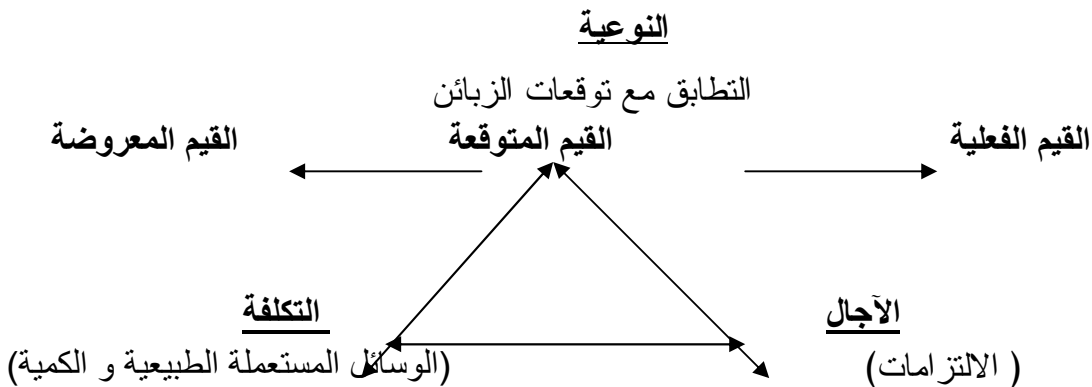 النوعية
التطابق مع توقعات الزبائن
القيم الفعلية القيم المتوقعة القيم المعروضة
الآجال التكلفة
( الالتزامات) (الوسائل المستعملة الطبيعية و الكمية)